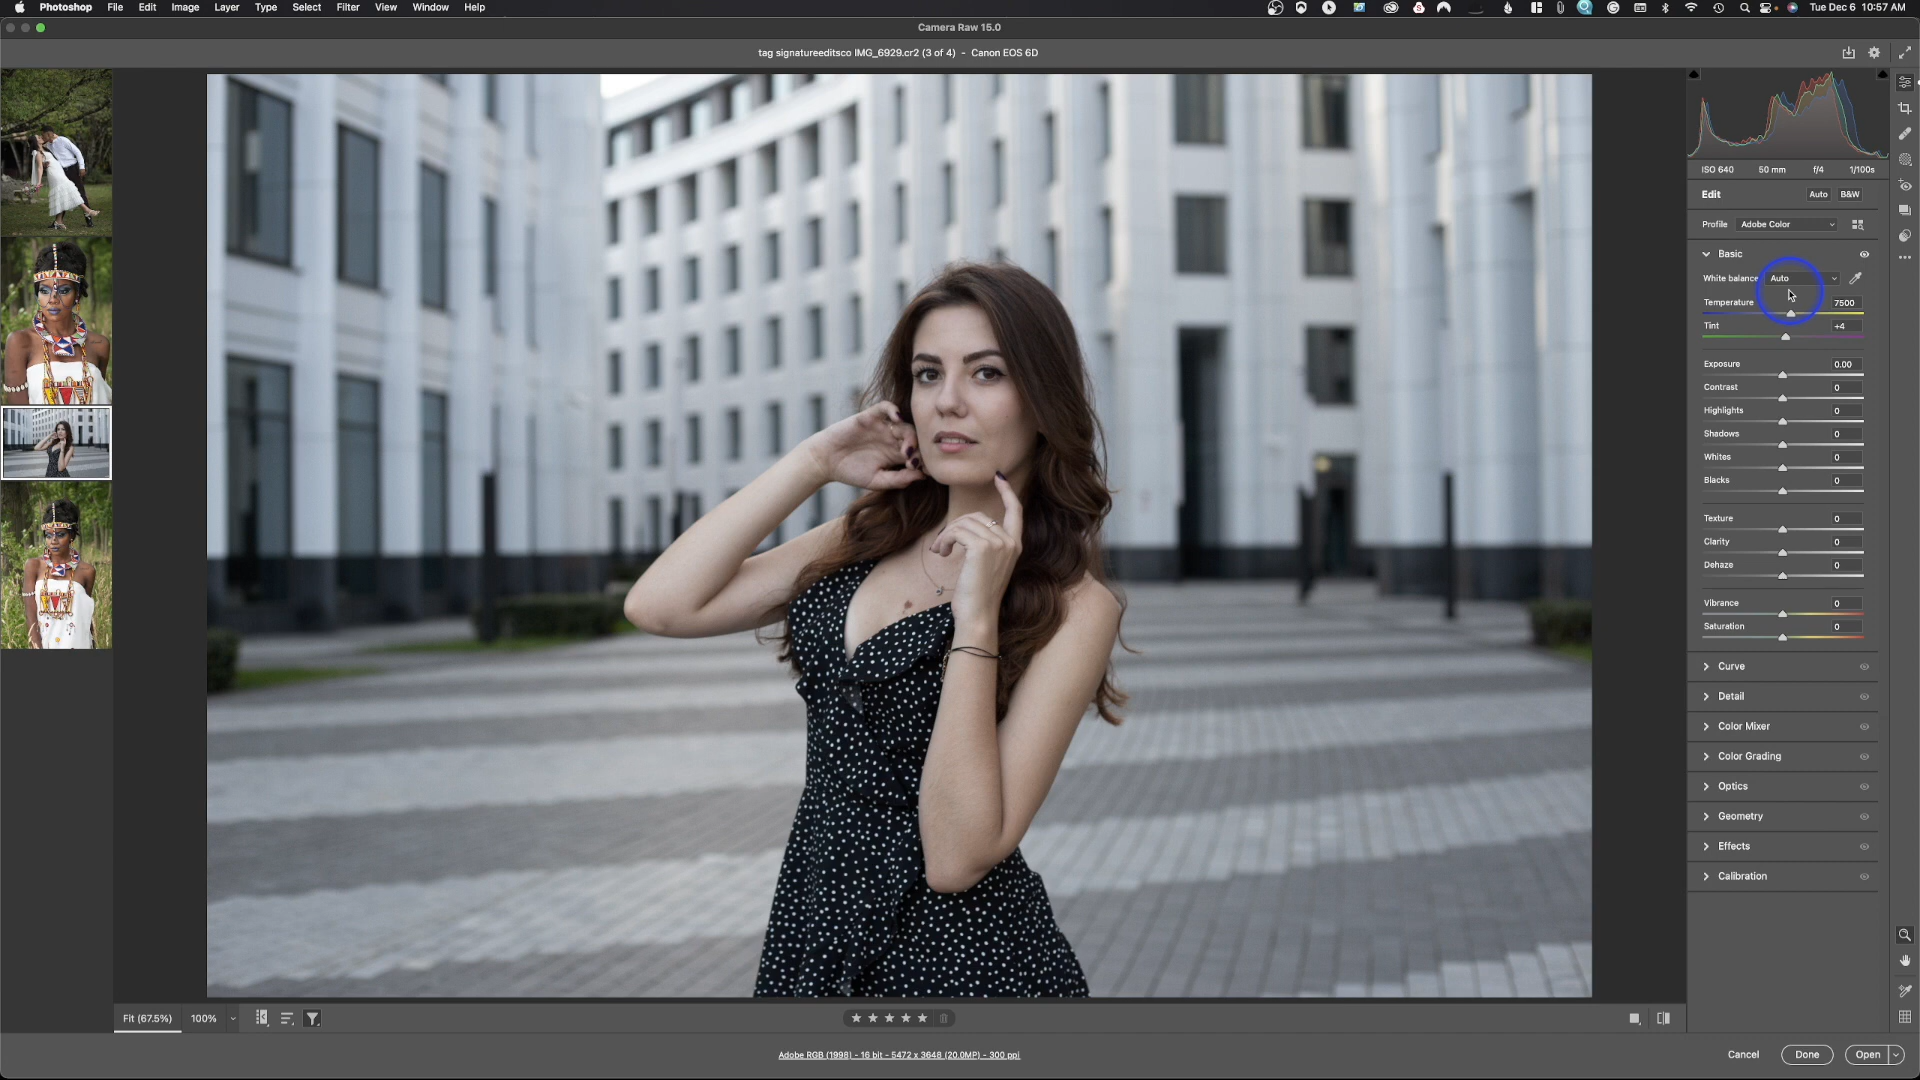 Photoshop File Edit Image Layer Type Select Filter View Window Help Tue Dec 6 10:57 AM
Camera Raw 15.0
tag signatureeditsco IMG_6929.cr2 (3 of 4) - Canon EOS 6D
ISO 640 50 mm f/4 1/100s
Edit Auto B&W
Profile Adobe Color
Basic
White balance Auto
Temperature 7500
Tint +4
Exposure 0.00
Contrast 0
Highlights 0
Shadows 0
Whites 0
Blacks 0
Texture 0
Clarity 0
Dehaze 0
Vibrance 0
Saturation 0
Curve
Detail
Color Mixer
Color Grading
Optics
Geometry
Effects
Calibration
Fit (67.5%) 100%
Adobe RGB (1998) - 16 bit - 5472 x 3648 (20.0MP) - 300 ppi
Cancel Done Open